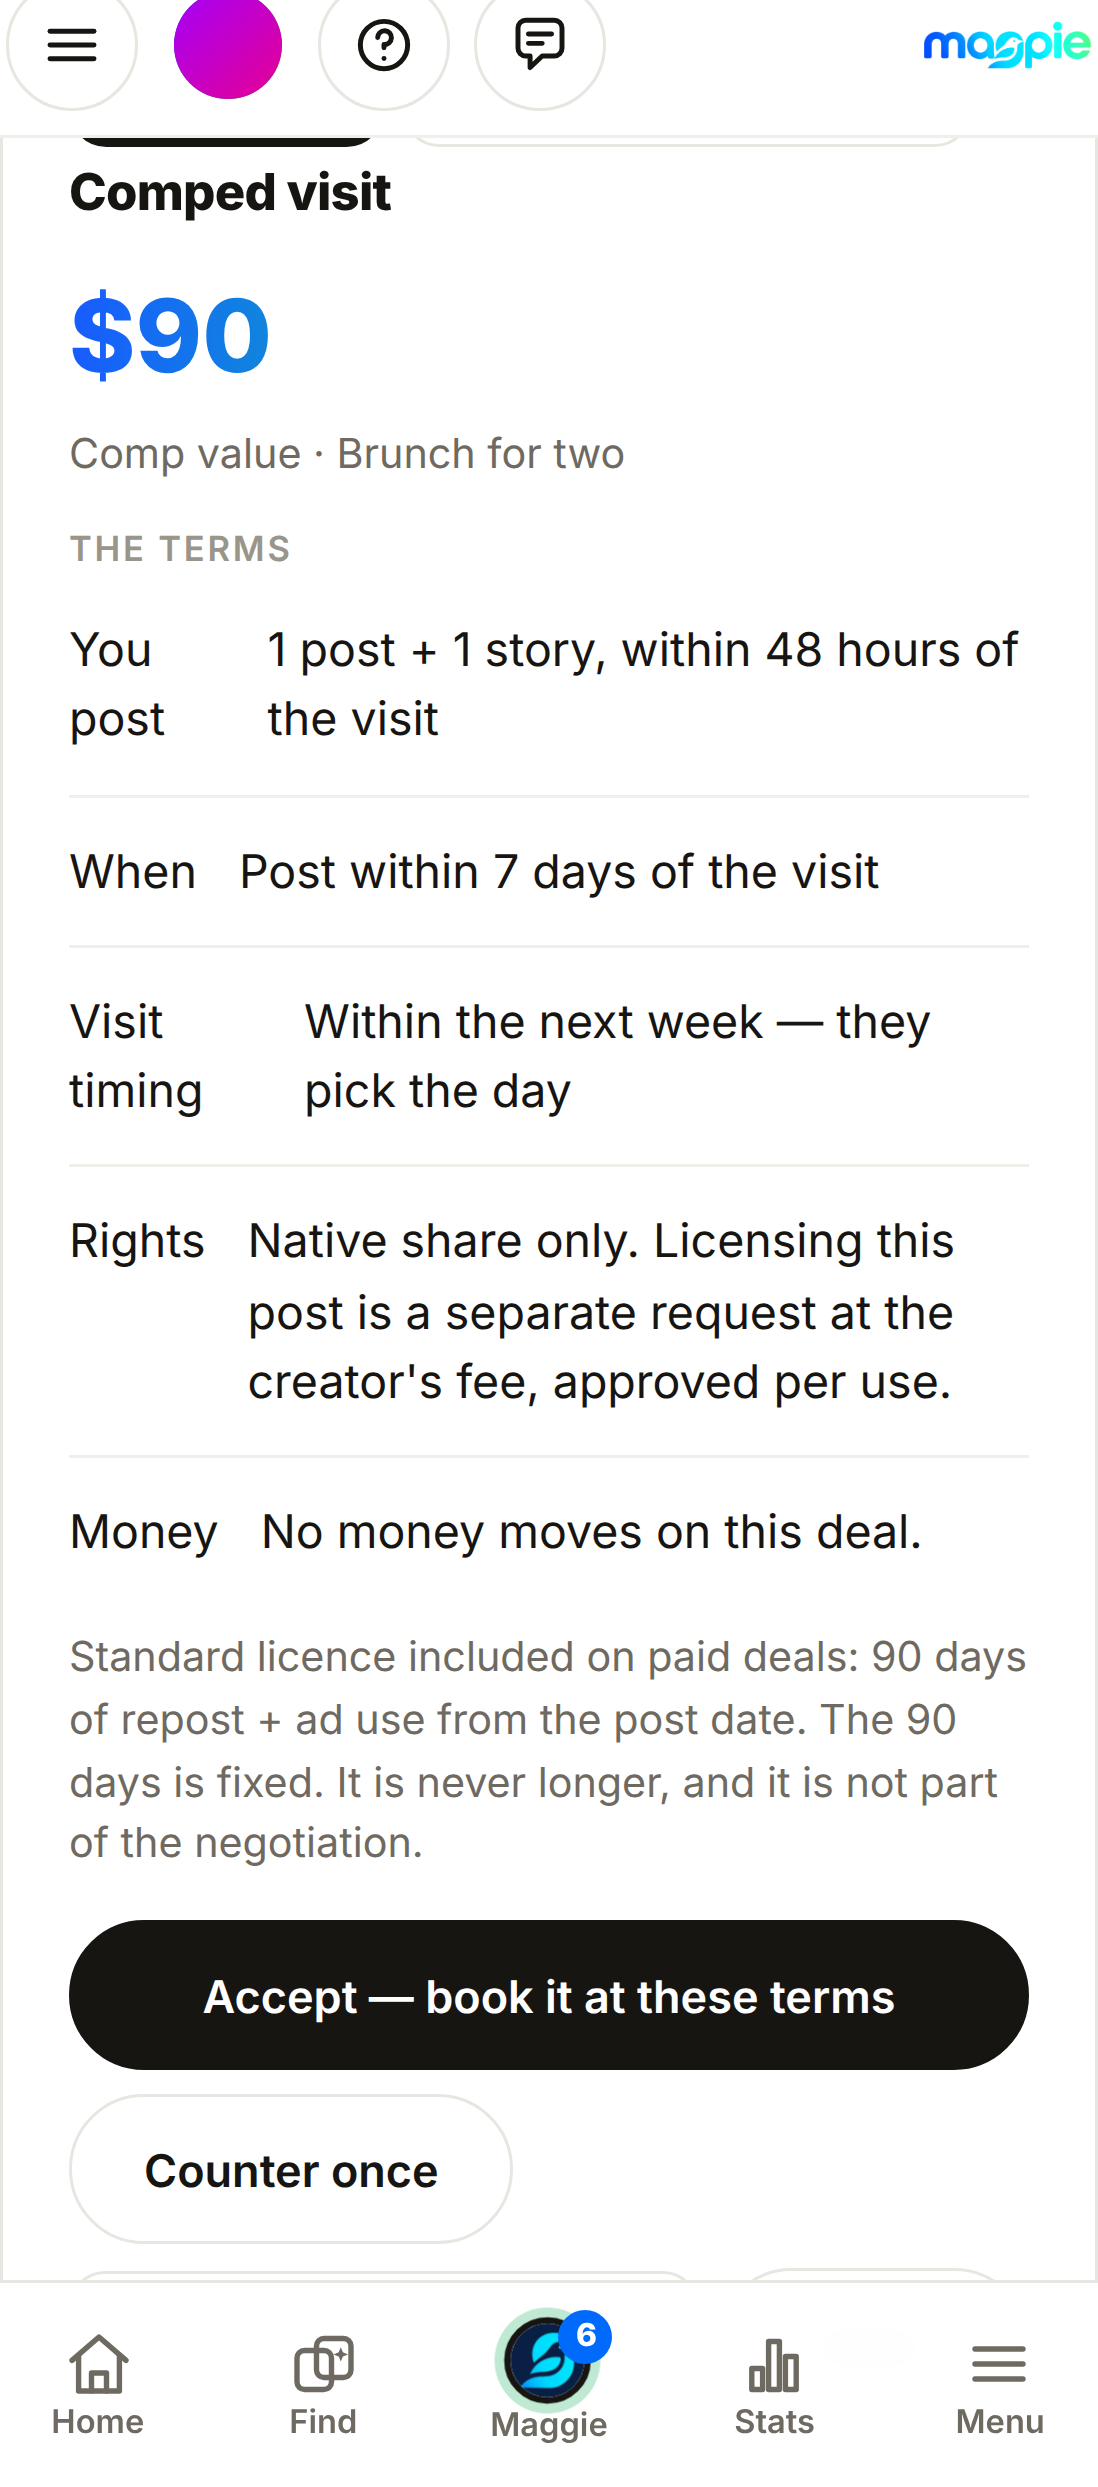 magpie
Comped visit
$90
Comp value · Brunch for two
THE TERMS
You post
1 post + 1 story, within 48 hours of
the visit
When Post within 7 days of the visit
Visit timing
Within the next week — they
pick the day
Rights Native share only. Licensing this
post is a separate request at the
creator's fee, approved per use.
Money No money moves on this deal.
Standard licence included on paid deals: 90 days
of repost + ad use from the post date. The 90
days is fixed. It is never longer, and it is not part
of the negotiation.
Accept — book it at these terms
Counter once
6
Home Find Maggie Stats Menu